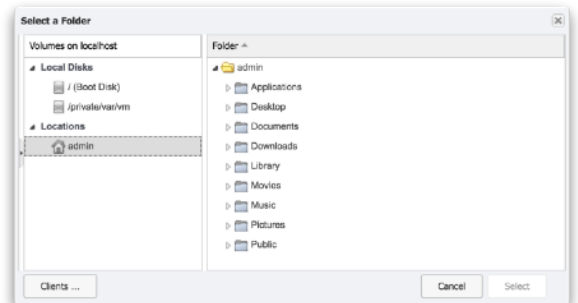 Select a Folder
Volumes on localhost
Local Disks
/ (Boot Disk)
/private/var/vm
Locations
admin
Folder
admin
Applications
Desktop
Documents
Downloads
Library
Movies
Music
Pictures
Public
Clients ...
Cancel
Select